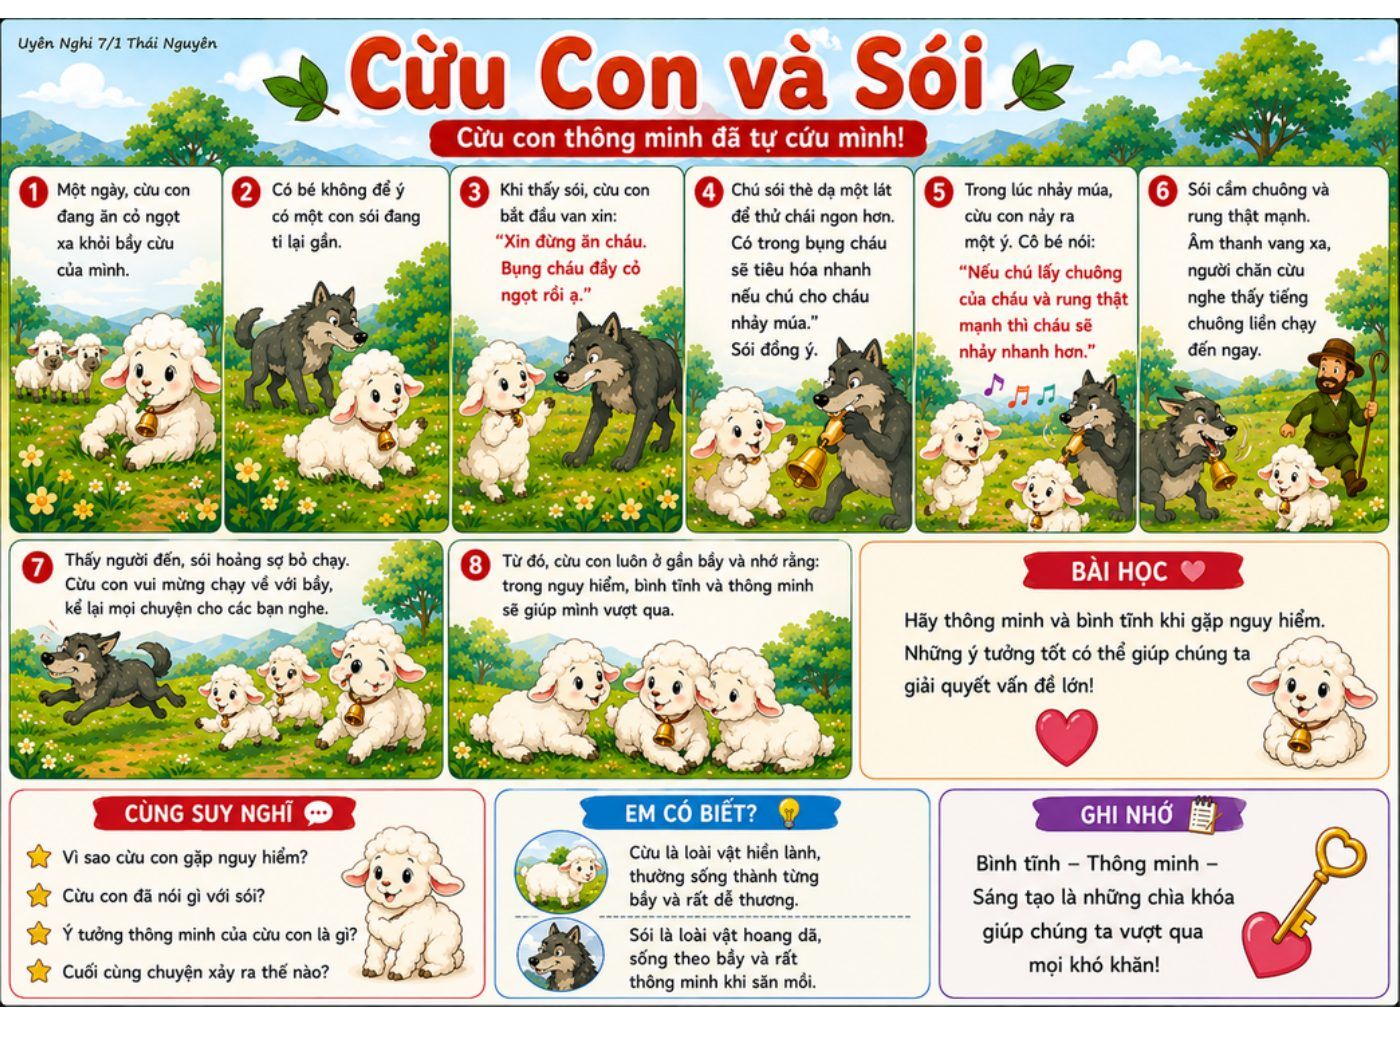 Uyên Nghi 7/1 Thái Nguyên
Cừu Con và Sói
Cừu con thông minh đã tự cứu mình!
1
Một ngày, cừu con
đang ăn cỏ ngọt
xa khỏi bầy cừu
của mình.
2
Có bé không để ý
có một con sói đang
ti lại gần.
3
Khi thấy sói, cừu con
bắt đầu van xin:
“Xin đừng ăn cháu.
Bụng cháu đầy cỏ
ngọt rồi ạ.”
4
Chú sói thè dạ một lát
để thử chái ngon hơn.
Có trong bụng cháu
sẽ tiêu hóa nhanh
nếu chú cho cháu
nhảy múa.”
Sói đồng ý.
5
Trong lúc nhảy múa,
cừu con nảy ra
một ý. Cô bé nói:
“Nếu chú lấy chuông
của cháu và rung thật
mạnh thì cháu sẽ
nhảy nhanh hơn.”
6
Sói cầm chuông và
rung thật mạnh.
Âm thanh vang xa,
người chăn cừu
nghe thấy tiếng
chuông liền chạy
đến ngay.
7
Thấy người đến, sói hoảng sợ bỏ chạy.
Cừu con vui mừng chạy về với bầy,
kể lại mọi chuyện cho các bạn nghe.
8
Từ đó, cừu con luôn ở gần bầy và nhớ rằng:
trong nguy hiểm, bình tĩnh và thông minh
sẽ giúp mình vượt qua.
BÀI HỌC
Hãy thông minh và bình tĩnh khi gặp nguy hiểm.
Những ý tưởng tốt có thể giúp chúng ta
giải quyết vấn đề lớn!
CÙNG SUY NGHĨ
Vì sao cừu con gặp nguy hiểm?
Cừu con đã nói gì với sói?
Ý tưởng thông minh của cừu con là gì?
Cuối cùng chuyện xảy ra thế nào?
EM CÓ BIẾT?
Cừu là loài vật hiền lành,
thường sống thành từng
bầy và rất dễ thương.
Sói là loài vật hoang dã,
sống theo bầy và rất
thông minh khi săn mồi.
GHI NHỚ
Bình tĩnh – Thông minh –
Sáng tạo là những chìa khóa
giúp chúng ta vượt qua
mọi khó khăn!